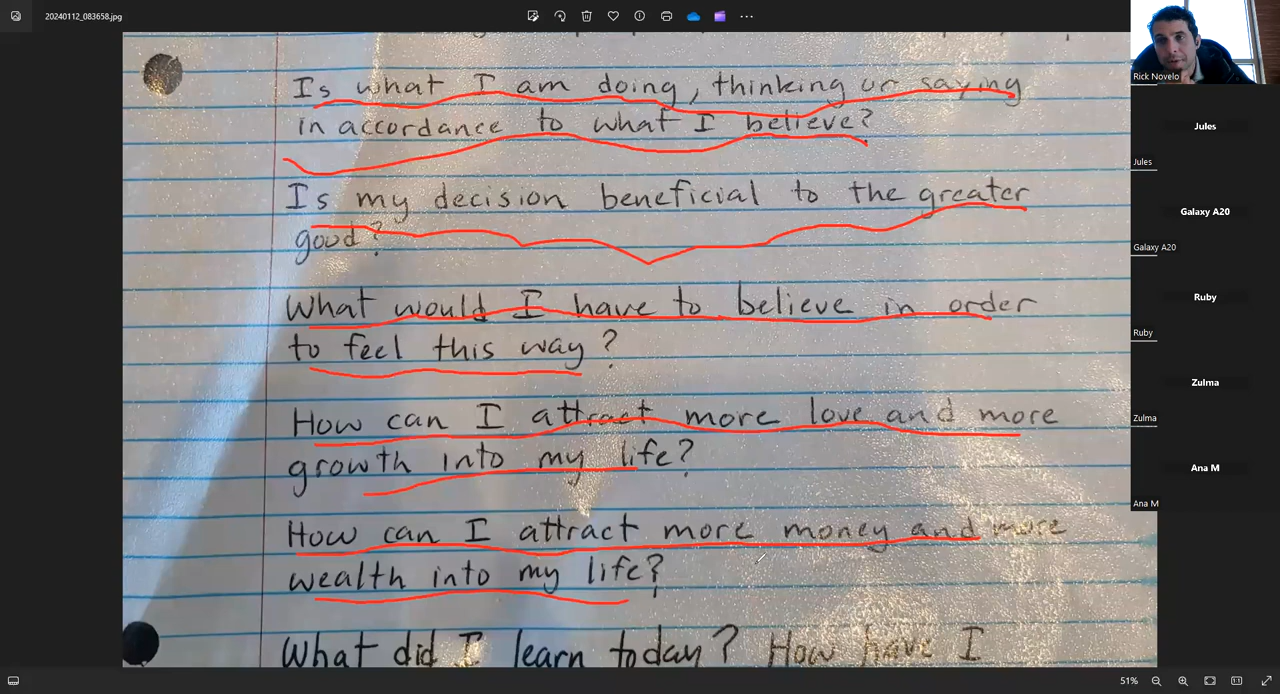 20240112_083658.jpg
Is what I am doing, thinking or saying
in accordance to what I believe?
Is my decision beneficial to the greater
good?
What would I have to believe in order
to feel this way?
How can I attract more love and more
growth into my life?
How can I attract more money and more
wealth into my life?
What did I learn today? How have I
Rick Novelo
Jules
Jules
Galaxy A20
Galaxy A20
Ruby
Ruby
Zulma
Zulma
Ana M
Ana M
51%